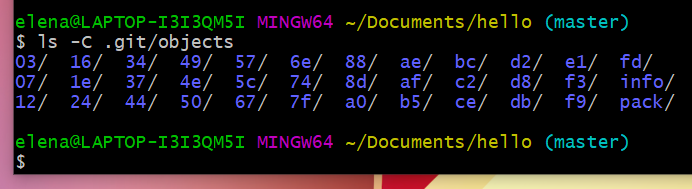 elena@LAPTOP-I3I3QM5I MINGW64 ~/Documents/hello (master)
$ ls -C .git/objects
03/ 16/ 34/ 49/ 57/ 6e/ 88/ ae/ bc/ d2/ e1/ fd/
07/ 1e/ 37/ 4e/ 5c/ 74/ 8d/ af/ c2/ d8/ f3/ info/
12/ 24/ 44/ 50/ 67/ 7f/ a0/ b5/ ce/ db/ f9/ pack/
elena@LAPTOP-I3I3QM5I MINGW64 ~/Documents/hello (master)
$